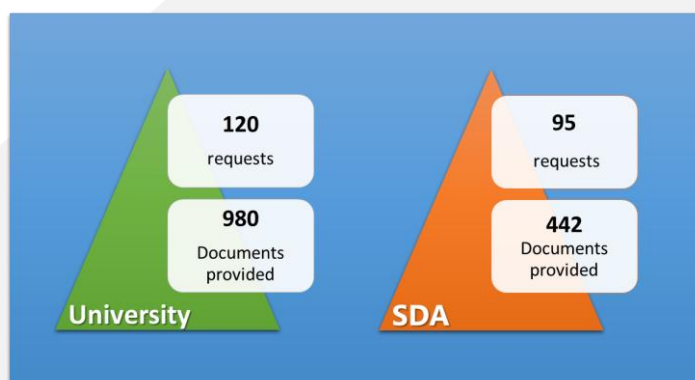 120
requests
980
Documents
provided
University
95
requests
442
Documents
provided
SDA